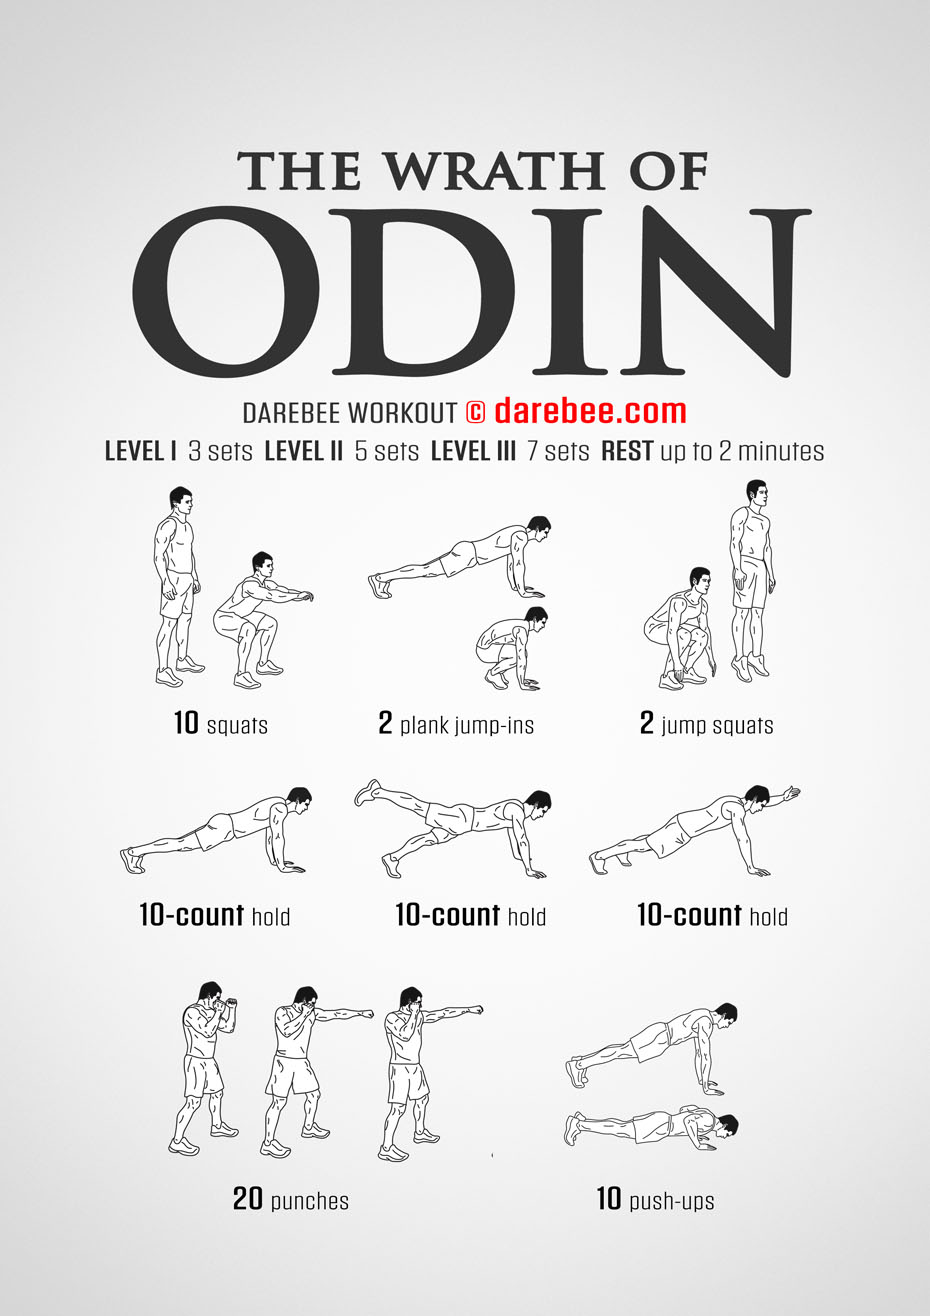 THE WRATH OF
ODIN
DAREBEE WORKOUT © darebee.com
LEVEL I 3 sets LEVEL II 5 sets LEVEL III 7 sets REST up to 2 minutes
10 squats
2 plank jump-ins
2 jump squats
10-count hold
10-count hold
10-count hold
20 punches
10 push-ups